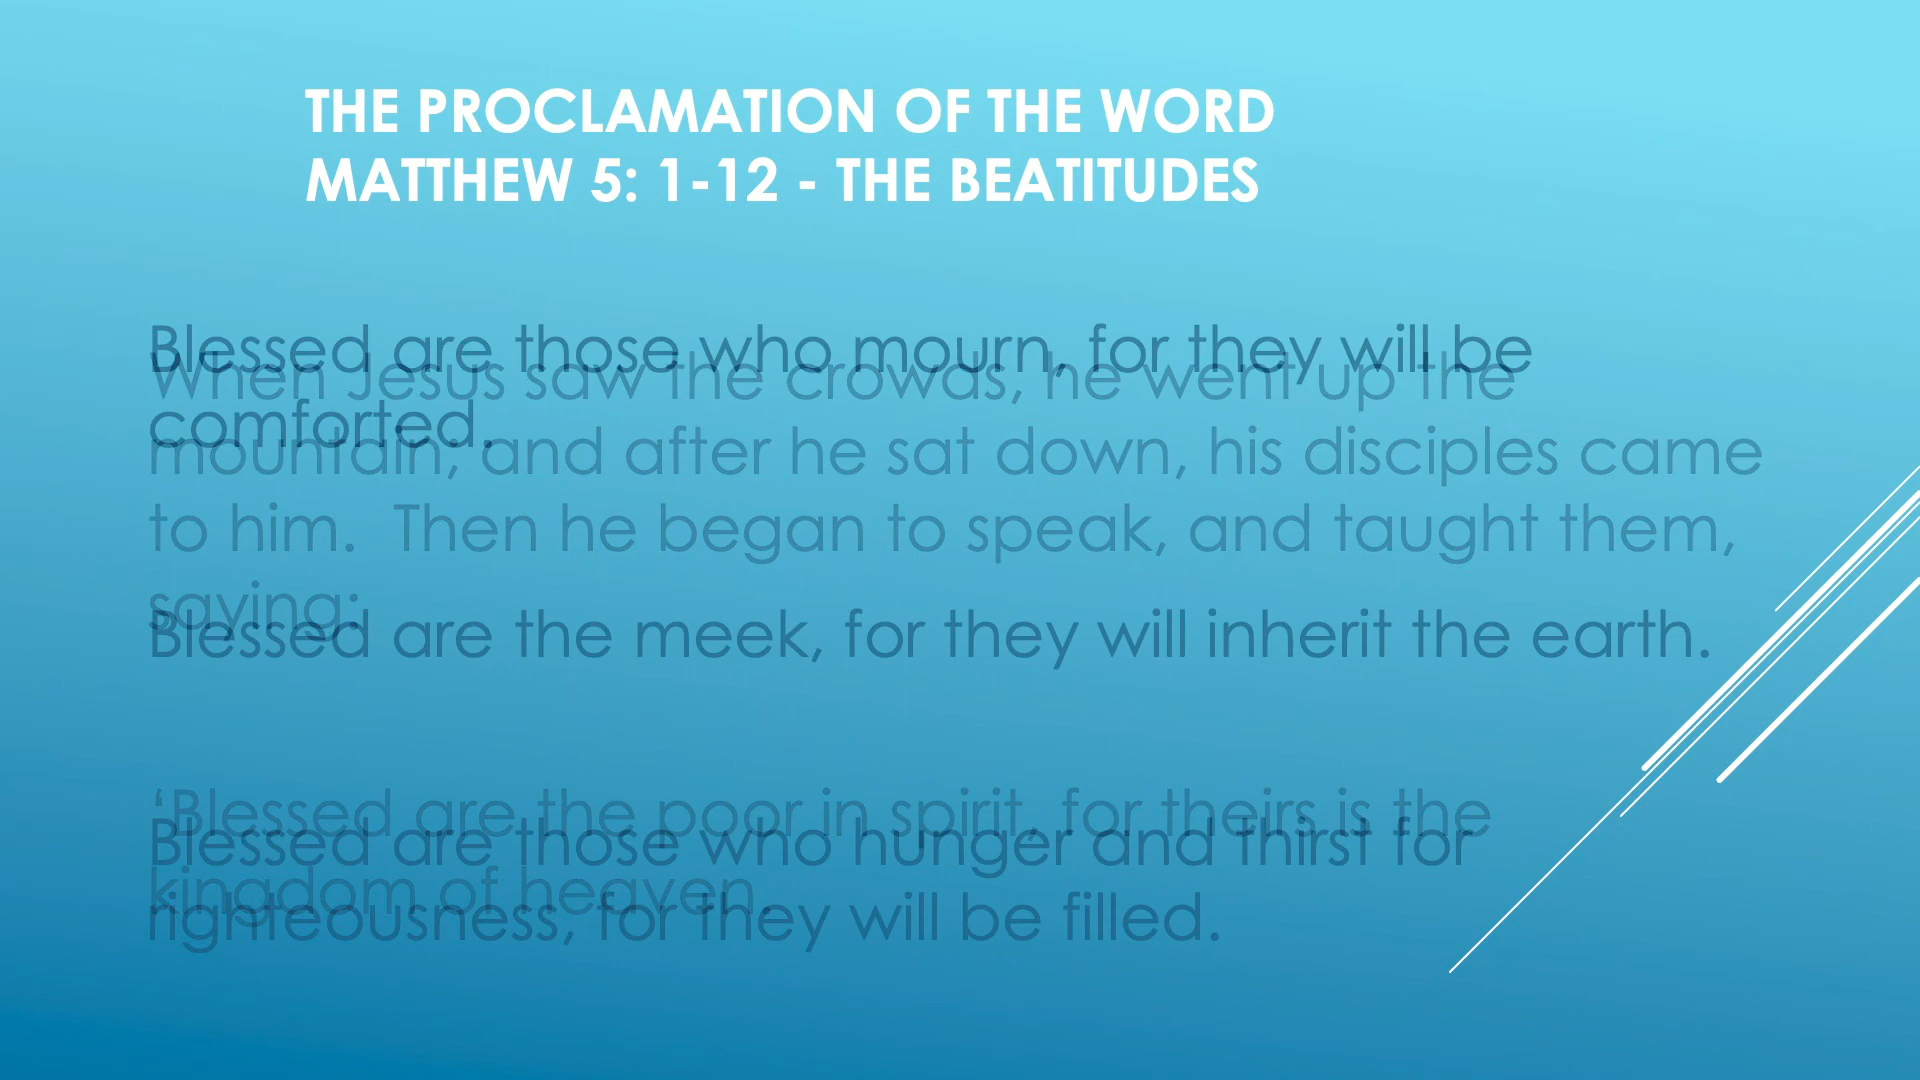 THE PROCLAMATION OF THE WORD
MATTHEW 5: 1-12 - THE BEATITUDES
When Jesus saw the crowds, he went up the
mountain; and after he sat down, his disciples came
to him. Then he began to speak, and taught them,
saying:
‘Blessed are the poor in spirit, for theirs is the
kingdom of heaven.
Blessed are those who mourn, for they will be
comforted.
Blessed are the meek, for they will inherit the earth.
Blessed are those who hunger and thirst for
righteousness, for they will be filled.